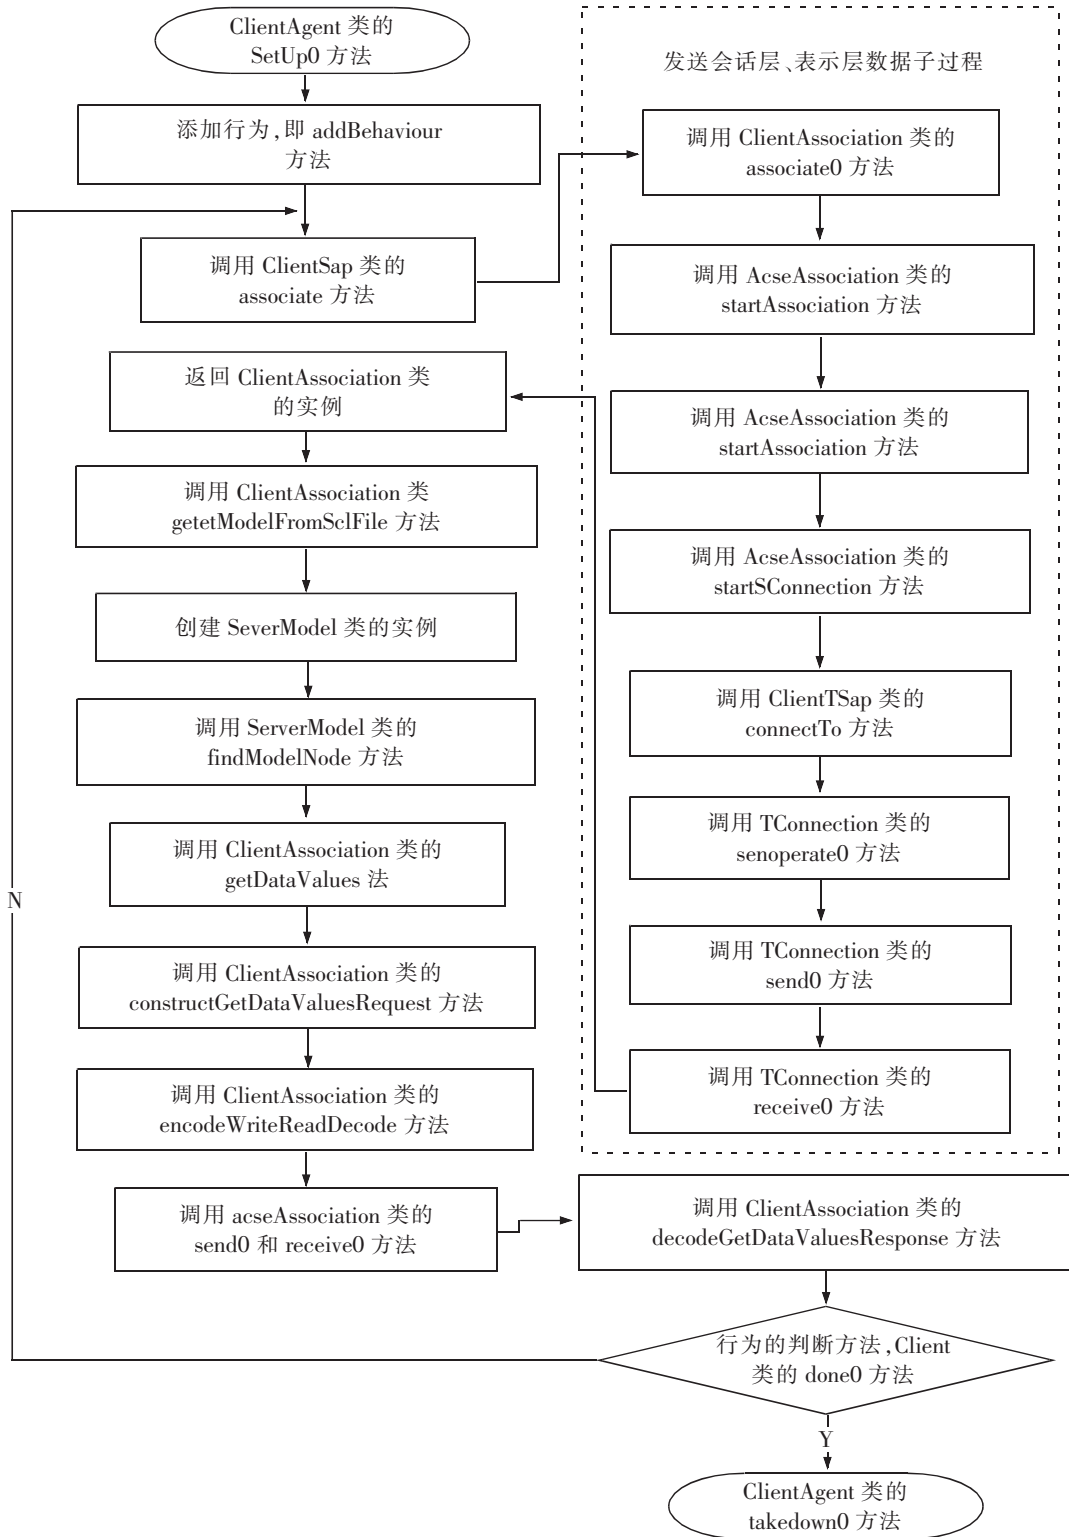 ClientAgent 类的
SetUp0 方法
添加行为,即 addBehaviour
方法
调用 ClientSap 类的
associate 方法
发送会话层、表示层数据子过程
调用 ClientAssociation 类的
associate0 方法
调用 AcseAssociation 类的
startAssociation 方法
调用 AcseAssociation 类的
startAssociation 方法
调用 AcseAssociation 类的
startSConnection 方法
调用 ClientTSap 类的
connectTo 方法
调用 TConnection 类的
senoperate0 方法
调用 TConnection 类的
send0 方法
调用 TConnection 类的
receive0 方法
返回 ClientAssociation 类
的实例
调用 ClientAssociation 类
getetModelFromSclFile 方法
创建 SeverModel 类的实例
调用 ServerModel 类的
findModelNode 方法
调用 ClientAssociation 类的
getDataValues 法
调用 ClientAssociation 类的
constructGetDataValuesRequest 方法
调用 ClientAssociation 类的
encodeWriteReadDecode 方法
调用 acseAssociation 类的
send0 和 receive0 方法
调用 ClientAssociation 类的
decodeGetDataValuesResponse 方法
行为的判断方法,Client
类的 done0 方法
N
Y
ClientAgent 类的
takedown0 方法